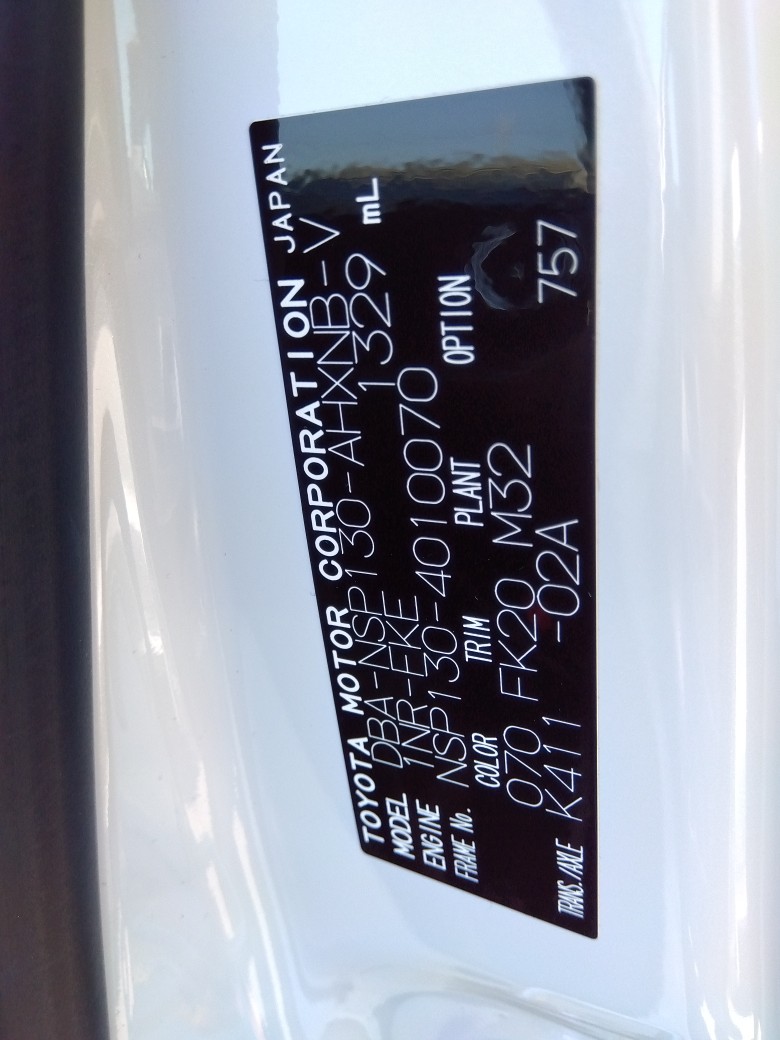 TOYOTA MOTOR CORPORATION JAPAN
MODEL DBA-NSP130-AHXNB-V
ENGINE 1NR-FKE 1329 mL
FRAME No. NSP130-4010070
COLOR TRIM PLANT OPTION
070 FK20 M32
TRANS./AXLE K411 -02A 757